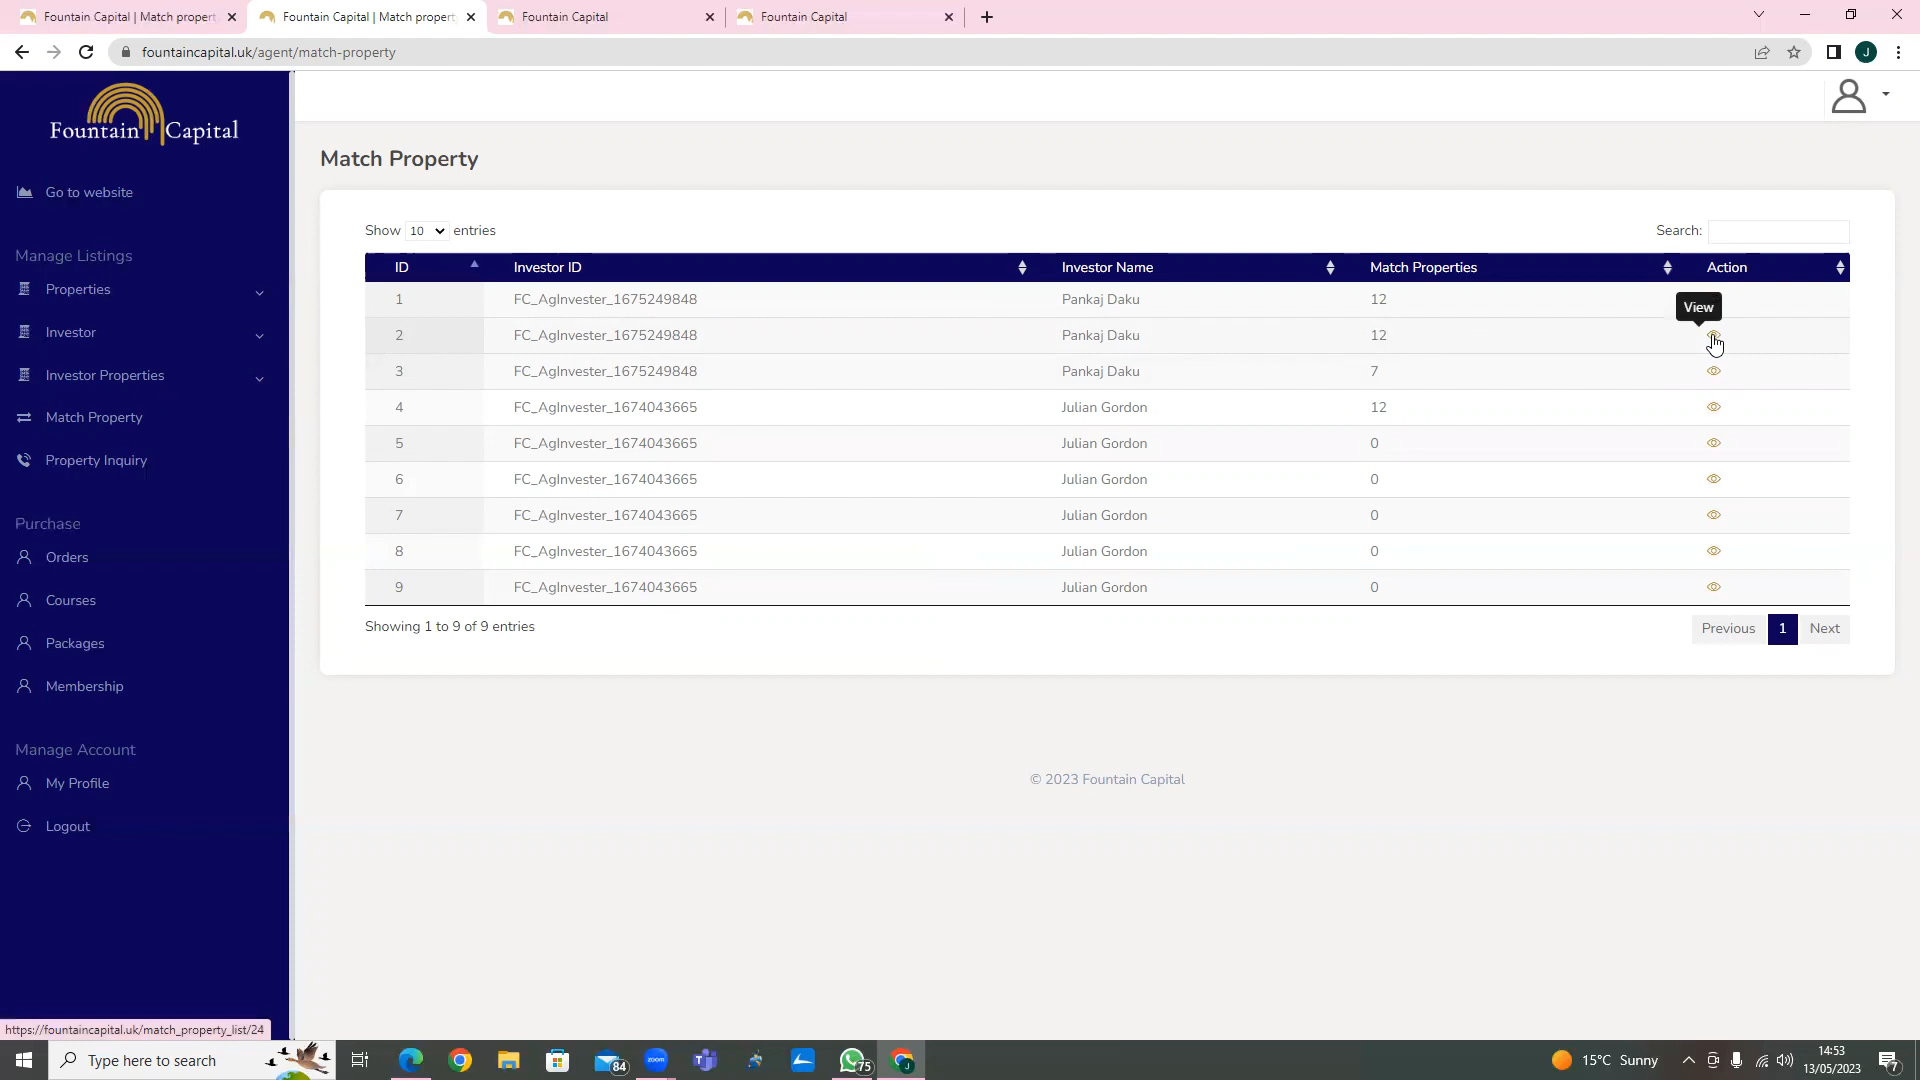 Fountain Capital | Match propert
Fountain Capital | Match propert
Fountain Capital
Fountain Capital
fountaincapital.uk/agent/match-property
J
Fountain Capital
Go to website
Manage Listings
Properties
Investor
Investor Properties
Match Property
Property Inquiry
Purchase
Orders
Courses
Packages
Membership
Manage Account
My Profile
Logout
Match Property
Show 10 entries
Search:
ID Investor ID Investor Name Match Properties Action
1 FC_AgInvester_1675249848 Pankaj Daku 12
View
2 FC_AgInvester_1675249848 Pankaj Daku 12
3 FC_AgInvester_1675249848 Pankaj Daku 7
4 FC_AgInvester_1674043665 Julian Gordon 12
5 FC_AgInvester_1674043665 Julian Gordon 0
6 FC_AgInvester_1674043665 Julian Gordon 0
7 FC_AgInvester_1674043665 Julian Gordon 0
8 FC_AgInvester_1674043665 Julian Gordon 0
9 FC_AgInvester_1674043665 Julian Gordon 0
Showing 1 to 9 of 9 entries
Previous 1 Next
© 2023 Fountain Capital
https://fountaincapital.uk/match_property_list/24
Type here to search
84
zoom
75
J
15°C Sunny
14:53
13/05/2023
7